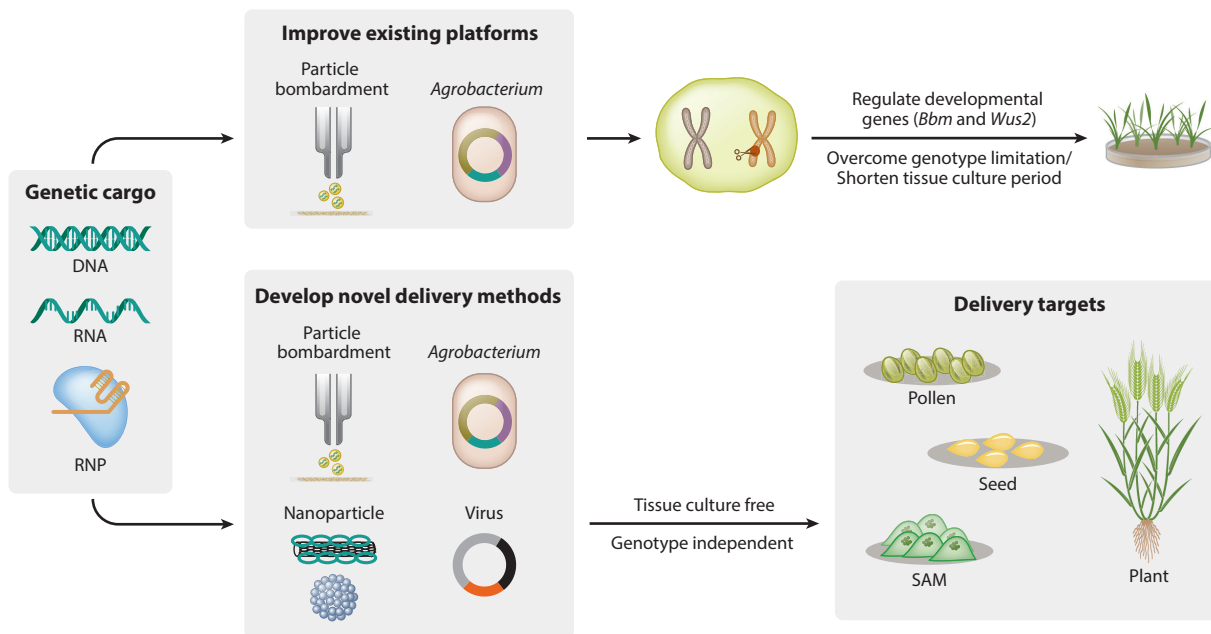 Improve existing platforms
Particle
bombardment
Agrobacterium
Regulate developmental
genes (Bbm and Wus2)
Overcome genotype limitation/
Shorten tissue culture period
Genetic cargo
DNA
RNA
RNP
Develop novel delivery methods
Particle
bombardment
Agrobacterium
Nanoparticle
Virus
Tissue culture free
Genotype independent
Delivery targets
Pollen
Seed
SAM
Plant